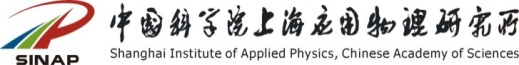 中国科学院上海应用物理研究所
SINAP
Shanghai Institute of Applied Physics, Chinese Academy of Sciences